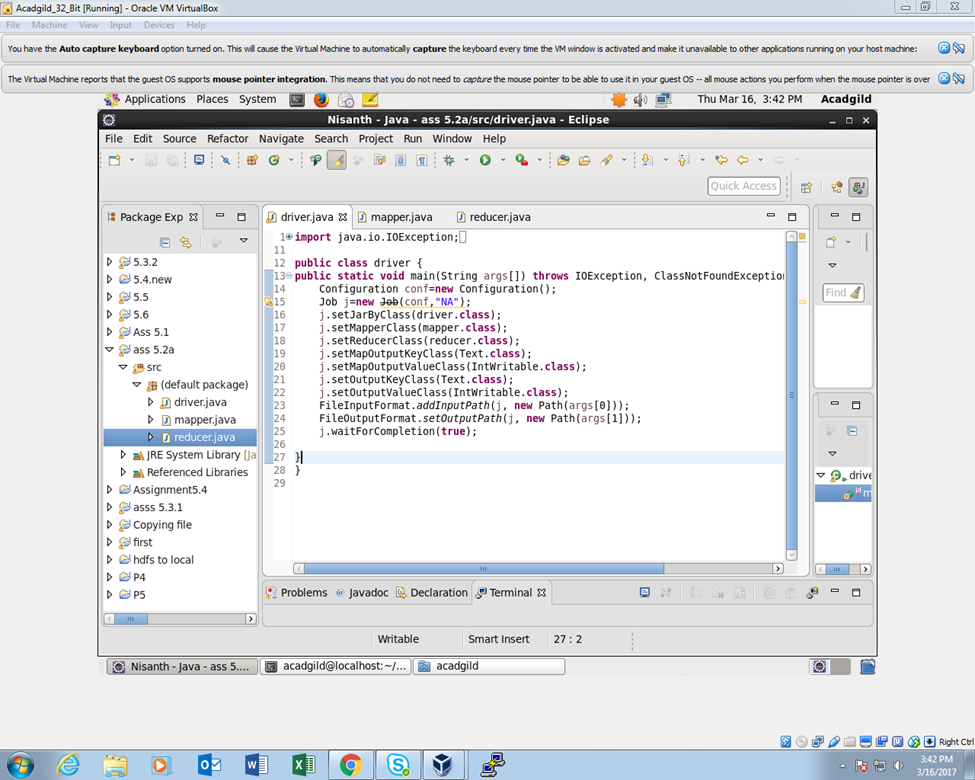 Acadgild_32_Bit [Running] - Oracle VM VirtualBox
File Machine View Input Devices Help
You have the Auto capture keyboard option turned on. This will cause the Virtual Machine to automatically capture the keyboard every time the VM window is activated and make it unavailable to other applications running on your host machine:
The Virtual Machine reports that the guest OS supports mouse pointer integration. This means that you do not need to capture the mouse pointer to be able to use it in your guest OS -- all mouse actions you perform when the mouse pointer is over
Applications Places System Thu Mar 16, 3:42 PM Acadgild
Nisanth - Java - ass 5.2a/src/driver.java - Eclipse
File Edit Source Refactor Navigate Search Project Run Window Help
Quick Access
Package Exp
5.3.2
5.4.new
5.5
5.6
Ass 5.1
ass 5.2a
src
(default package)
driver.java
mapper.java
reducer.java
JRE System Library [Ja
Referenced Libraries
Assignment5.4
asss 5.3.1
Copying file
first
hdfs to local
P4
P5
driver.java mapper.java reducer.java
1 import java.io.IOException;
11
12 public class driver {
13 public static void main(String args[]) throws IOException, ClassNotFoundException
14 Configuration conf=new Configuration();
15 Job j=new Job(conf,"NA");
16 j.setJarByClass(driver.class);
17 j.setMapperClass(mapper.class);
18 j.setReducerClass(reducer.class);
19 j.setMapOutputKeyClass(Text.class);
20 j.setMapOutputValueClass(IntWritable.class);
21 j.setOutputKeyClass(Text.class);
22 j.setOutputValueClass(IntWritable.class);
23 FileInputFormat.addInputPath(j, new Path(args[0]));
24 FileOutputFormat.setOutputPath(j, new Path(args[1]));
25 j.waitForCompletion(true);
26
27 }
28 }
29
Find
drive
m
Problems Javadoc Declaration Terminal
Writable Smart Insert 27 : 2
Nisanth - Java - ass 5.... acadgild@localhost:~/... acadgild
Right Ctrl
3:42 PM
3/16/2017